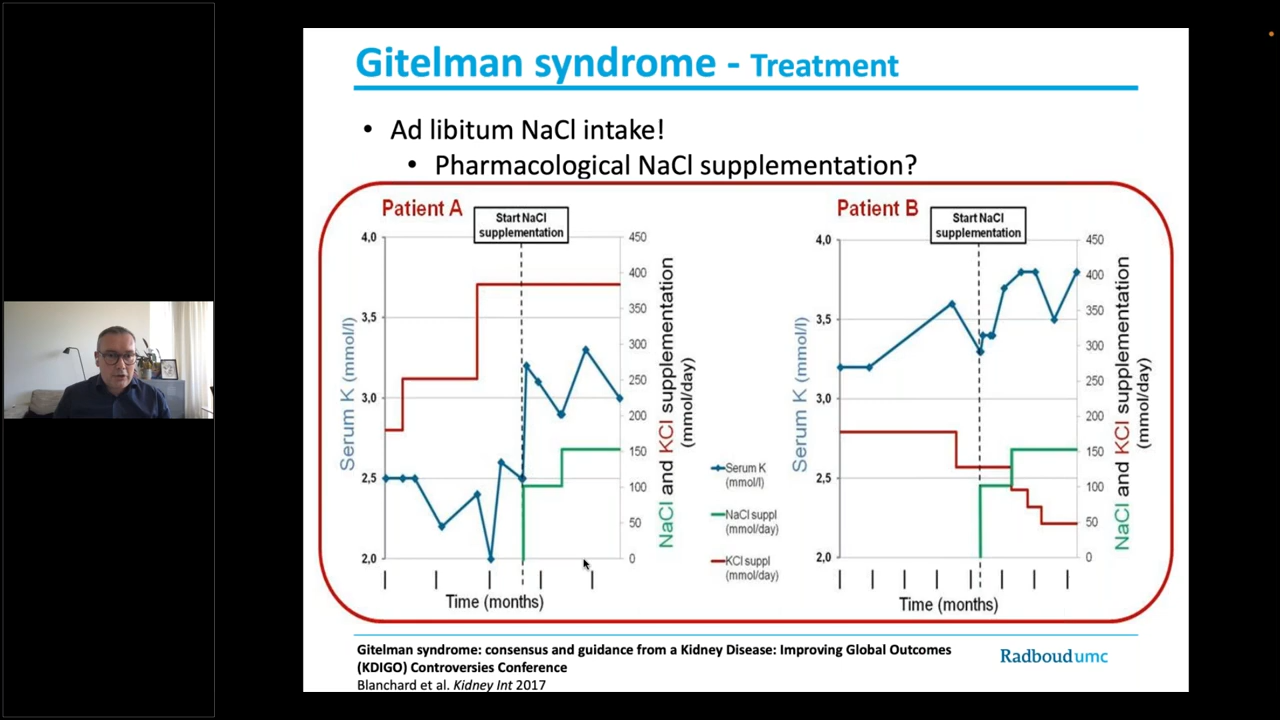 Gitelman syndrome - Treatment
• Ad libitum NaCl intake!
• Pharmacological NaCl supplementation?
Patient A
Start NaCl
supplementation
4,0
3,5
3,0
2,5
2,0
Serum K (mmol/l)
450
400
350
300
250
200
150
100
50
0
NaCl and KCl supplementation
(mmol/day)
Time (months)
Serum K
(mmol/l)
NaCl suppl
(mmol/day)
KCl suppl
(mmol/day)
Patient B
Start NaCl
supplementation
4,0
3,5
3,0
2,5
2,0
Serum K (mmol/l)
450
400
350
300
250
200
150
100
50
0
NaCl and KCl supplementation
(mmol/day)
Time (months)
Gitelman syndrome: consensus and guidance from a Kidney Disease: Improving Global Outcomes
(KDIGO) Controversies Conference
Blanchard et al. Kidney Int 2017
Radboudumc